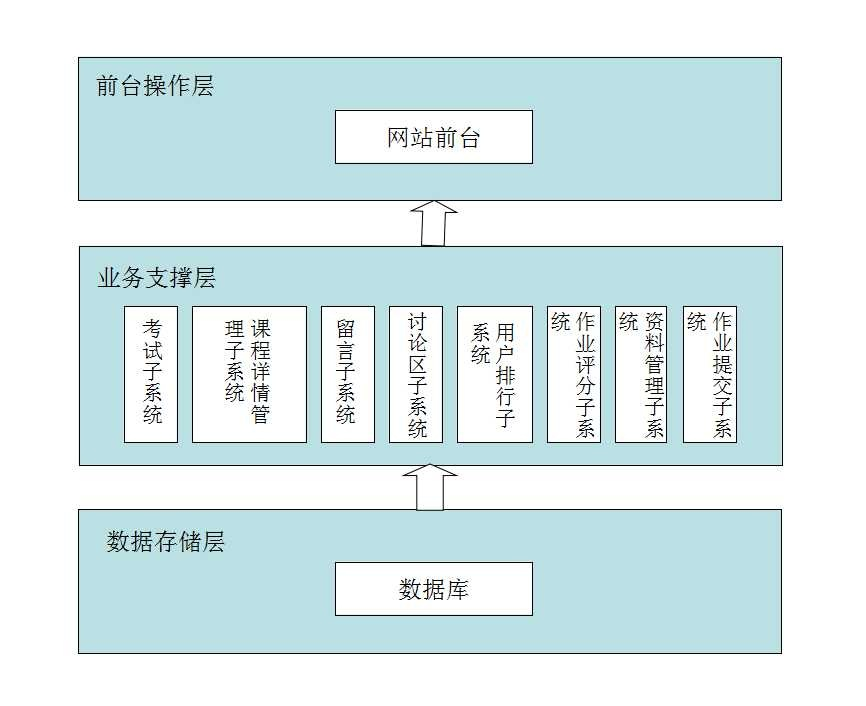 前台操作层
网站前台
业务支撑层
考试子系统
课程详情管
理子系统
留言子系统
讨论区子系统
用户排行子
系统
作业评分子系
统
资料管理子系
统
作业提交子系
统
数据存储层
数据库